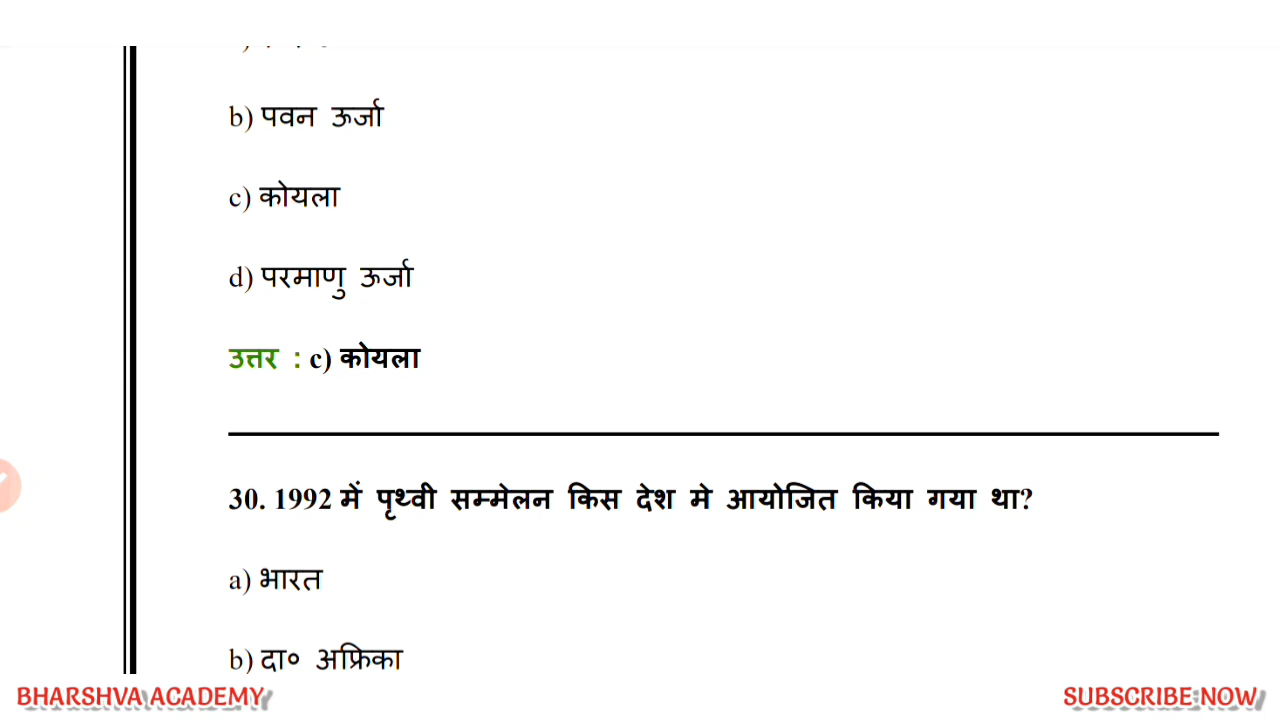 b) पवन ऊर्जा
c) कोयला
d) परमाणु ऊर्जा
उत्तर : c) कोयला
30. 1992 में पृथ्वी सम्मेलन किस देश मे आयोजित किया गया था?
a) भारत
b) दा० अफ्रिका
BHARSHVA ACADEMY
SUBSCRIBE NOW